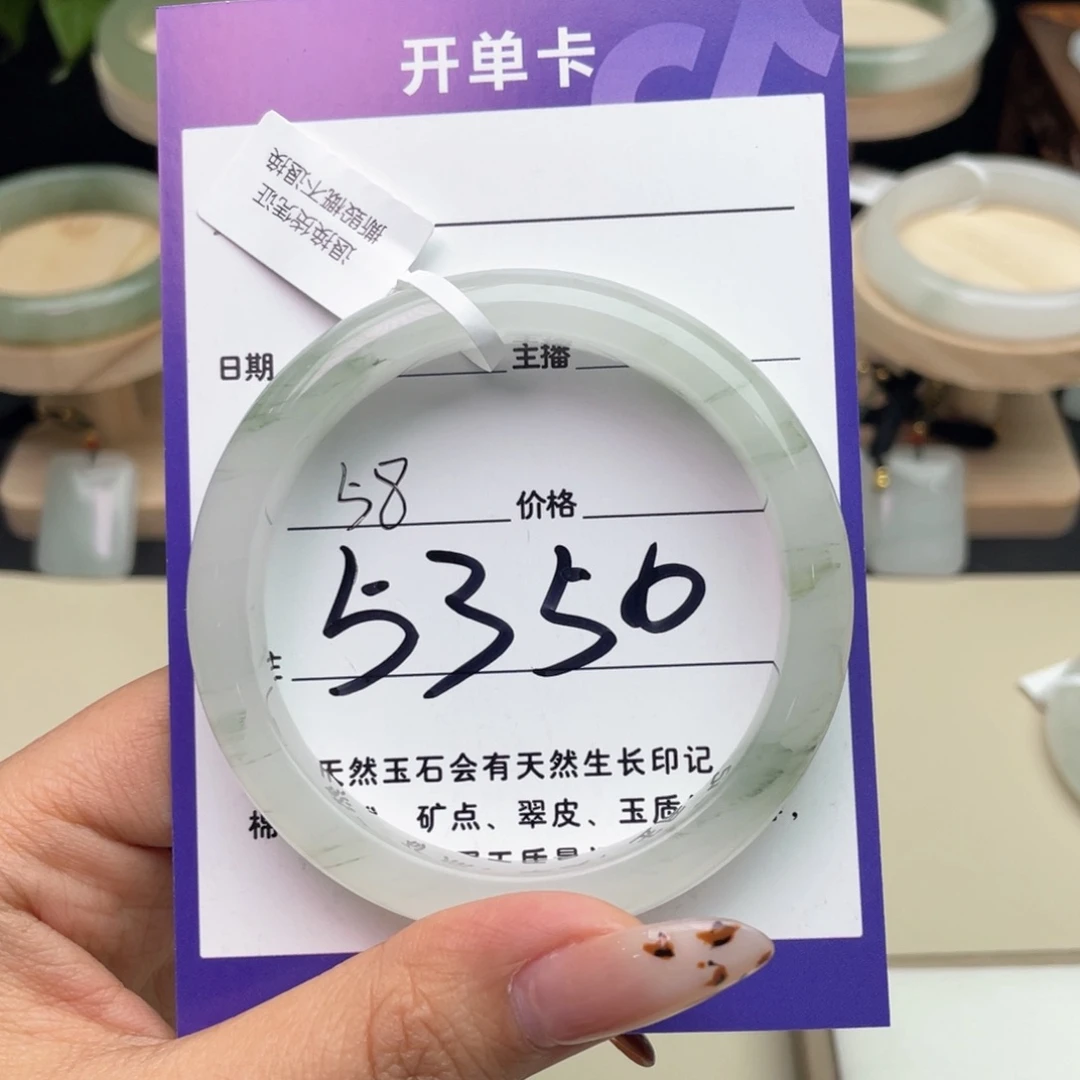 开单卡
退换货凭证
撕毁概不退换
日期 主播
58 价格
5350
天然玉石会有天然生长印记
棉 矿点、翠皮、玉质